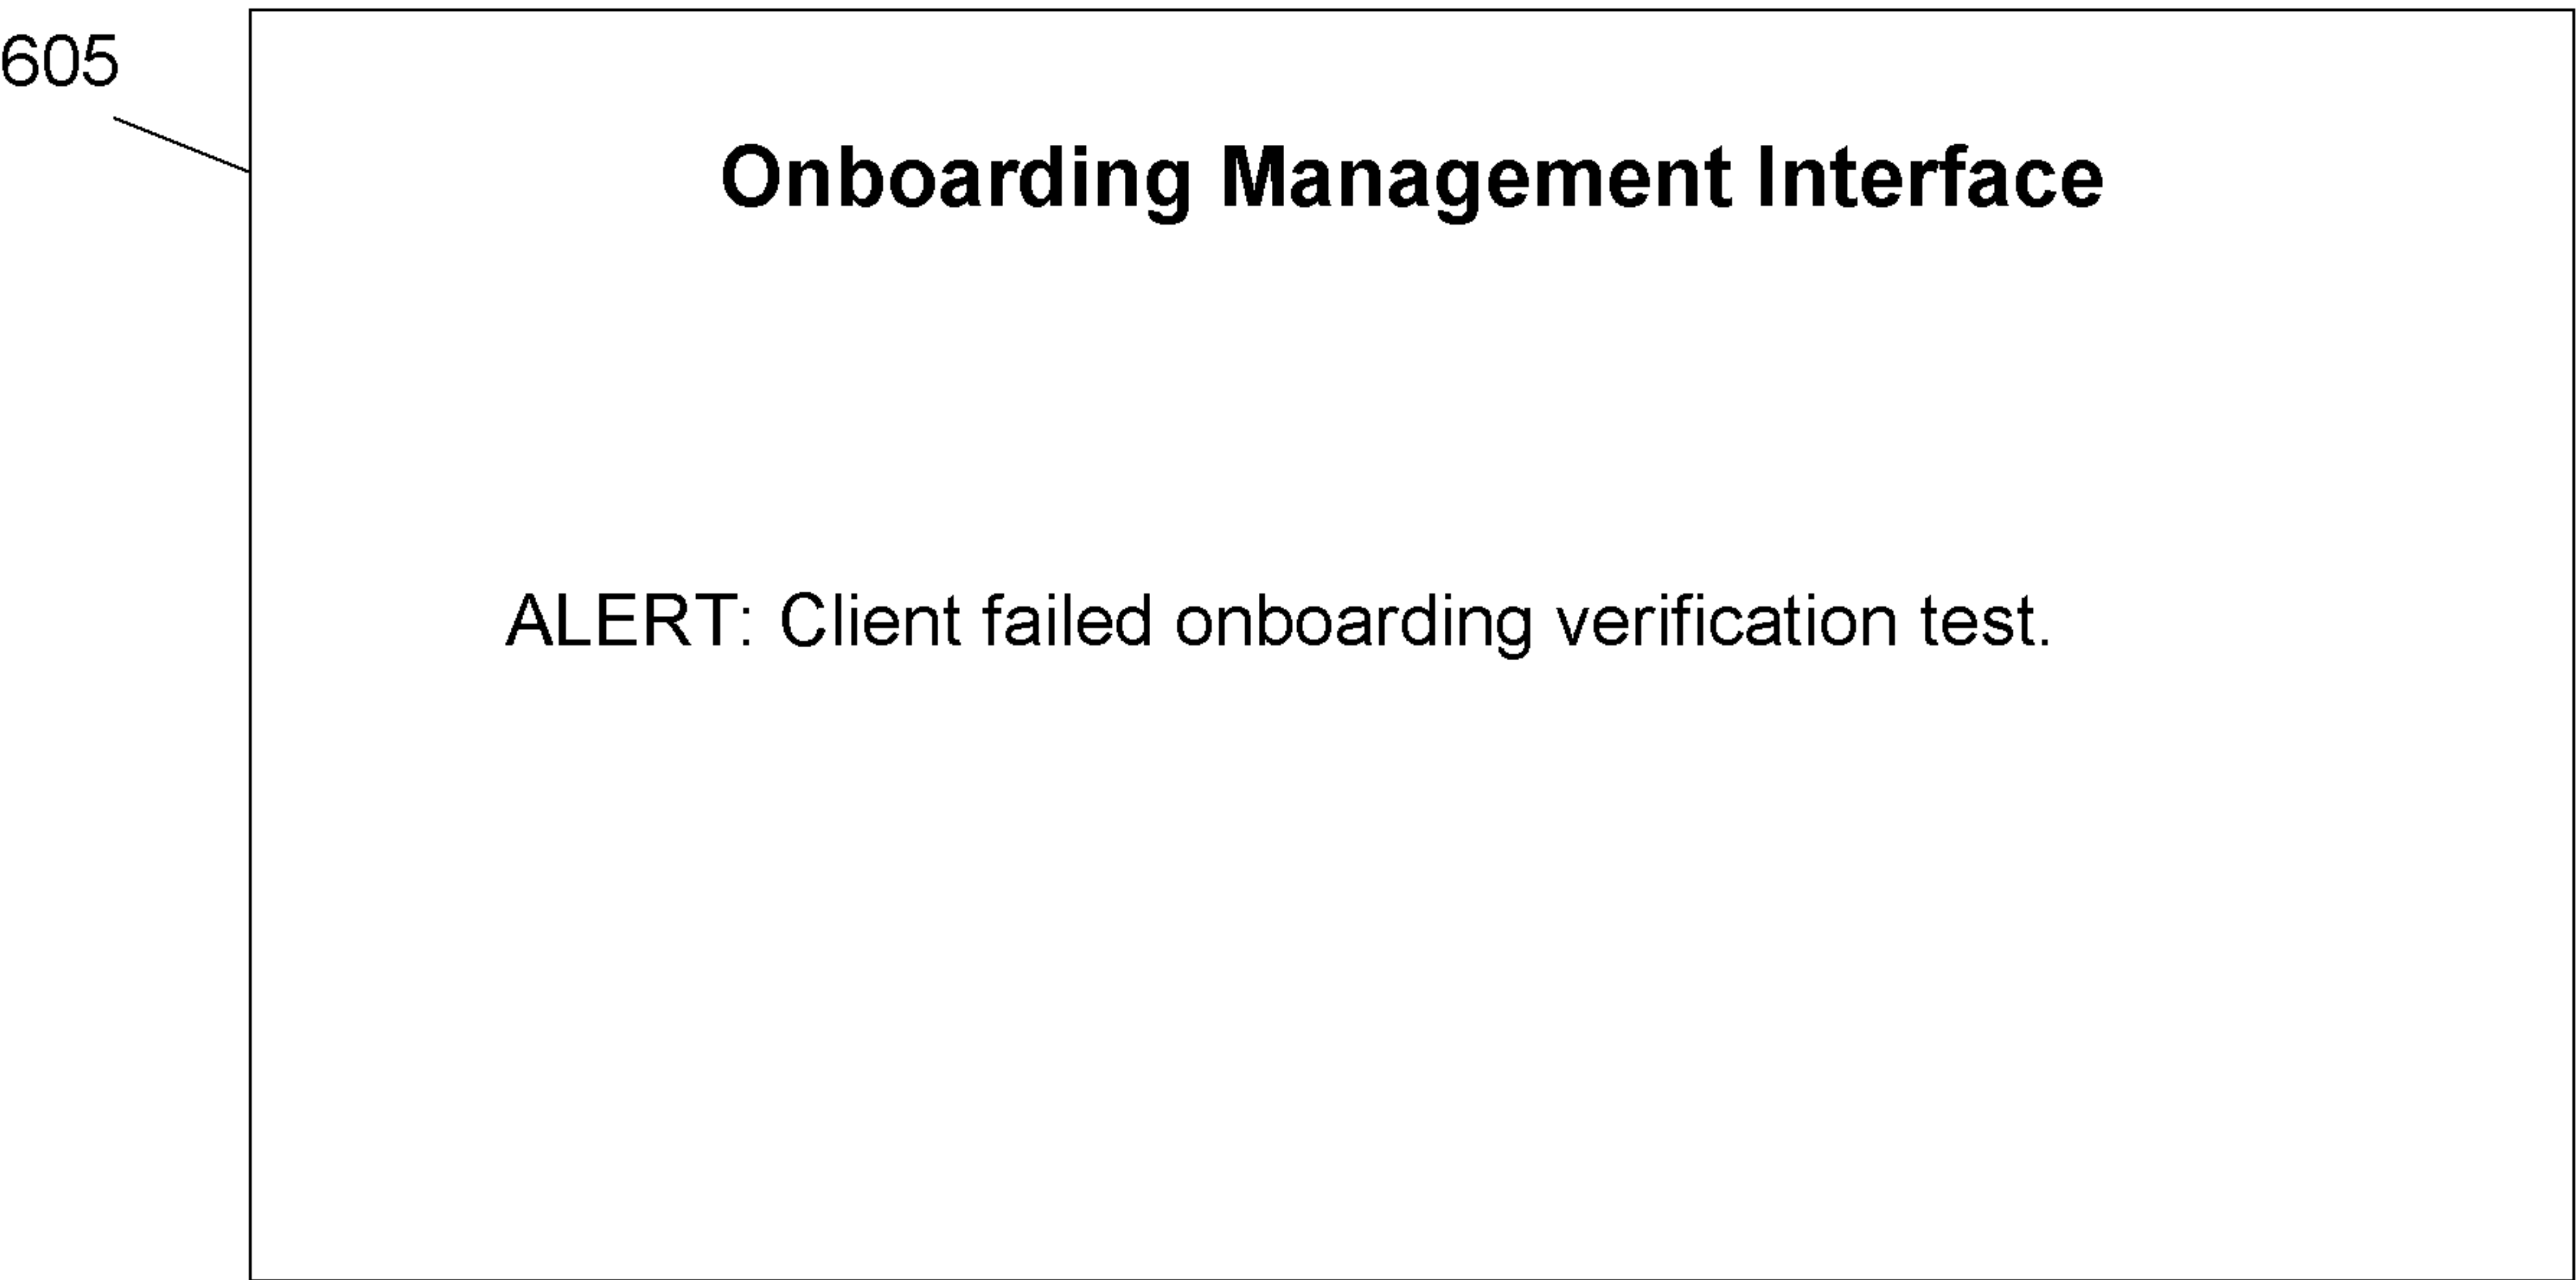 605
Onboarding Management Interface
ALERT: Client failed onboarding verification test.